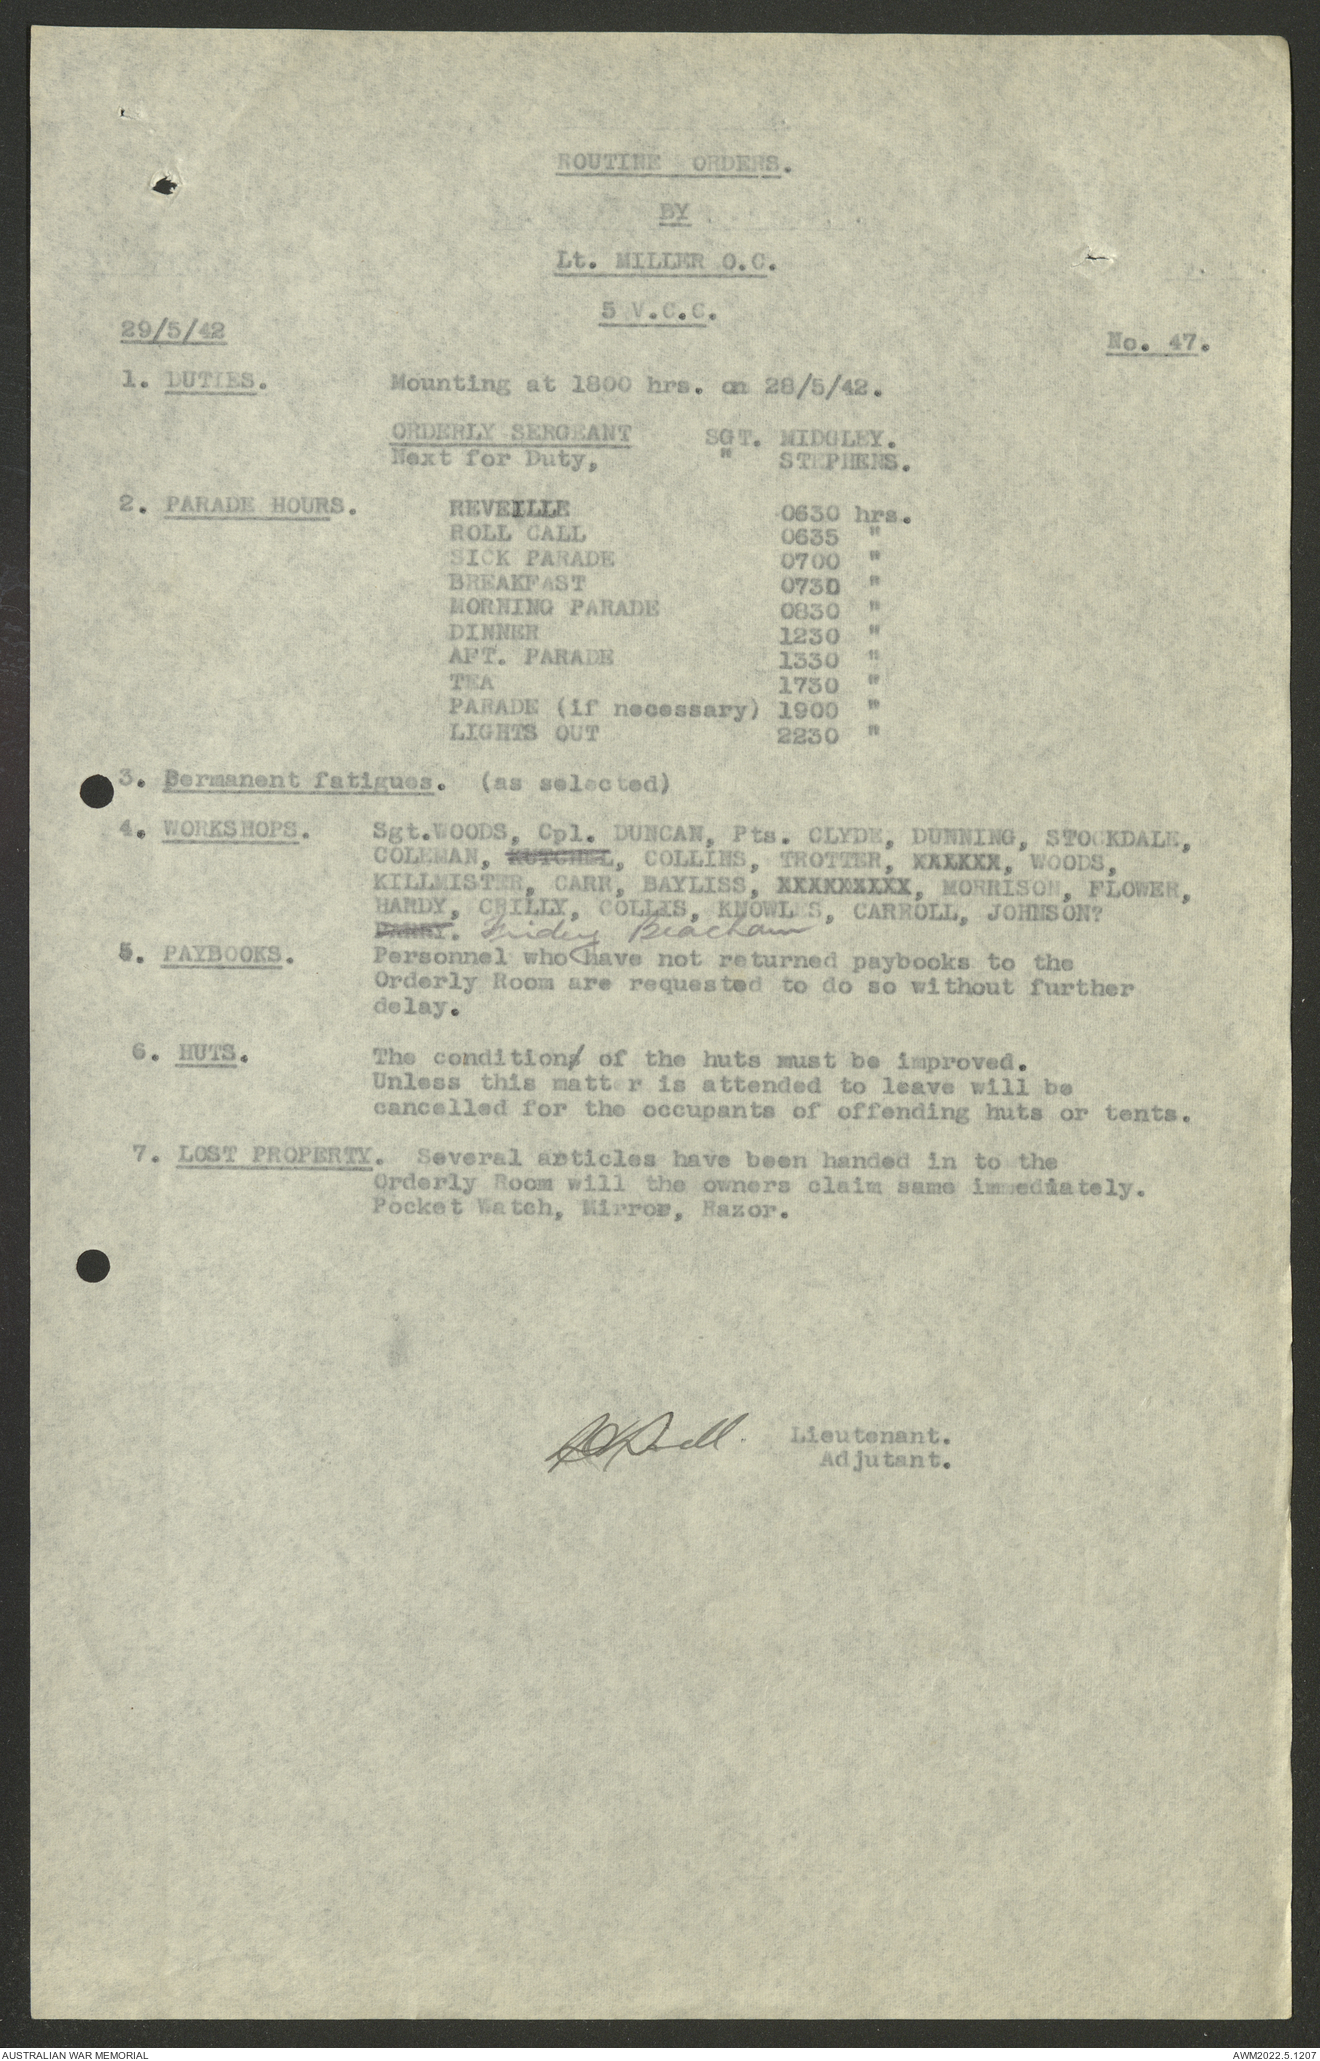 ROUTINE ORDERS.
BY
Lt. MILLER O.C.
5 V.C.C.
29/5/42
No. 47.
1. DUTIES. Mounting at 1800 hrs. on 28/5/42.
ORDERLY SERGEANT SGT. MIDGLEY.
Next for Duty, " STEPHENS.
2. PARADE HOURS. REVEILLE 0630 hrs.
ROLL CALL 0635 "
SICK PARADE 0700 "
BREAKFAST 0730 "
MORNING PARADE 0830 "
DINNER 1230 "
AFT. PARADE 1330 "
TEA 1730 "
PARADE (if necessary) 1900 "
LIGHTS OUT 2230 "
3. Permanent fatigues. (as selected)
4. WORKSHOPS. Sgt.WOODS, Cpl. DUNCAN, Pts. CLYDE, DUNNING, STOCKDALE,
COLEMAN, KUTCHEL, COLLINS, TROTTER, XXXXXX, WOODS,
KILLMISTER, CARR, BAYLISS, XXXXXXXXX, MORRISON, FLOWER,
HARDY, CHILLY, COLLIS, KNOWLES, CARROLL, JOHNSON?
Beacham
5. PAYBOOKS. Personnel who have not returned paybooks to the
Orderly Room are requested to do so without further
delay.
6. HUTS. The condition of the huts must be improved.
Unless this matter is attended to leave will be
cancelled for the occupants of offending huts or tents.
7. LOST PROPERTY. Several articles have been handed in to the
Orderly Room will the owners claim same immediately.
Pocket Watch, Mirror, Razor.
Lieutenant.
Adjutant.
AUSTRALIAN WAR MEMORIAL
AWM2022.5.1207